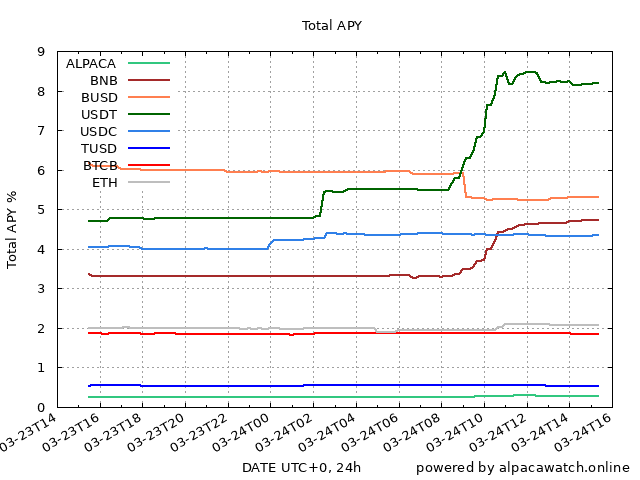 Total APY
Total APY %
9
8
7
6
5
4
3
2
1
0
ALPACA
BNB
BUSD
USDT
USDC
TUSD
BTCB
ETH
03-23T14
03-23T16
03-23T18
03-23T20
03-23T22
03-24T00
03-24T02
03-24T04
03-24T06
03-24T08
03-24T10
03-24T12
03-24T14
03-24T16
DATE UTC+0, 24h
powered by alpacawatch.online